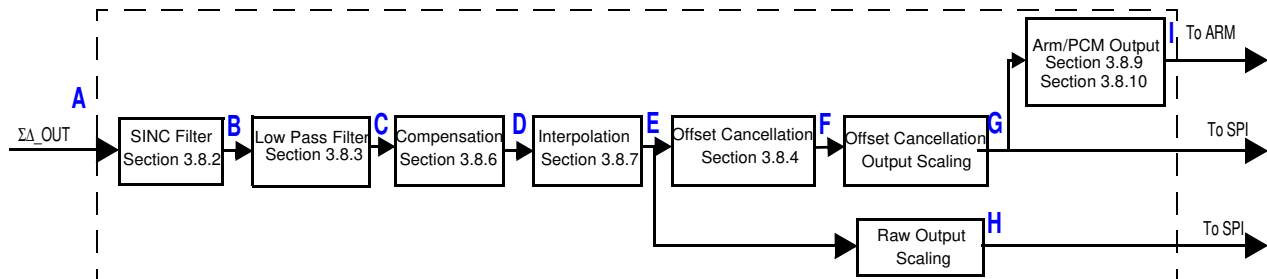 Arm/PCM Output
Section 3.8.9
Section 3.8.10
I
To ARM
A
ΣΔ_OUT
SINC Filter
Section 3.8.2
B
Low Pass Filter
Section 3.8.3
C
Compensation
Section 3.8.6
D
Interpolation
Section 3.8.7
E
Offset Cancellation
Section 3.8.4
F
Offset Cancellation
Output Scaling
G
To SPI
Raw Output
Scaling
H
To SPI